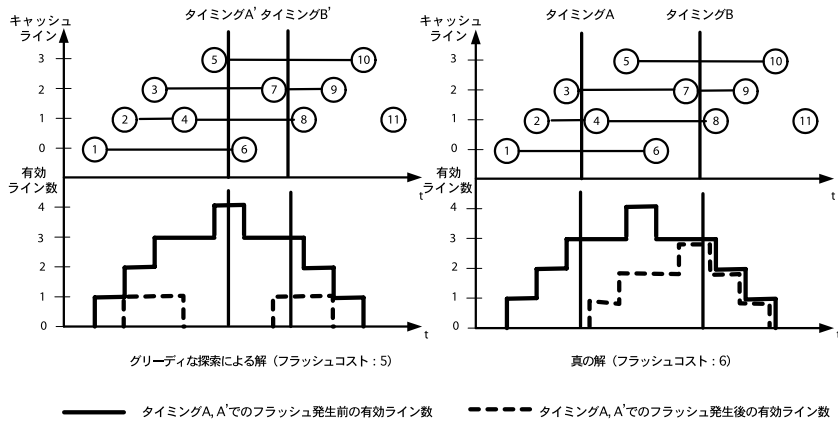 キャッシュ
ライン
タイミングA' タイミングB'
3
2
1
0
5
10
3
7
9
2
4
8
11
1
6
t
有効
ライン数
4
3
2
1
0
t
グリーディな探索による解（フラッシュコスト：5）
キャッシュ
ライン
タイミングA
タイミングB
3
2
1
0
5
10
3
7
9
2
4
8
11
1
6
t
有効
ライン数
4
3
2
1
0
t
真の解（フラッシュコスト：6）
タイミングA, A'でのフラッシュ発生前の有効ライン数
タイミングA, A'でのフラッシュ発生後の有効ライン数